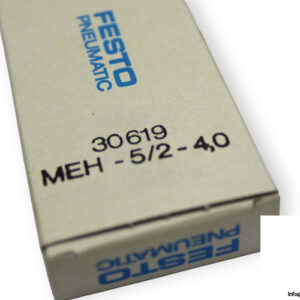 FESTO
PNEUMATIC
30619
MEH - 5/2 - 4,0
FESTO
PNEUMATIC